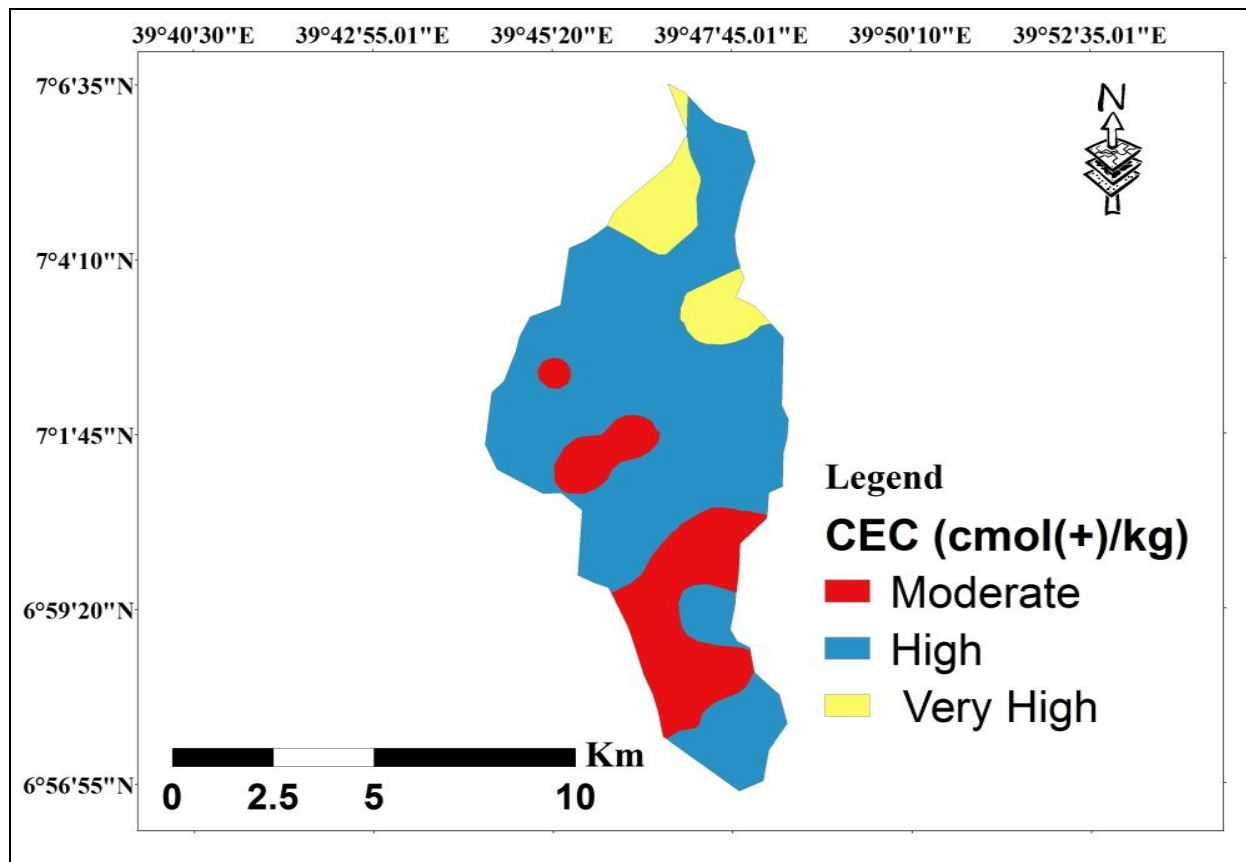 39°40'30"E 39°42'55.01"E 39°45'20"E 39°47'45.01"E 39°50'10"E 39°52'35.01"E
7°6'35"N
N
7°4'10"N
7°1'45"N
Legend
CEC (cmol(+)/kg)
Moderate
6°59'20"N
High
Very High
Km
6°56'55"N
0 2.5 5 10